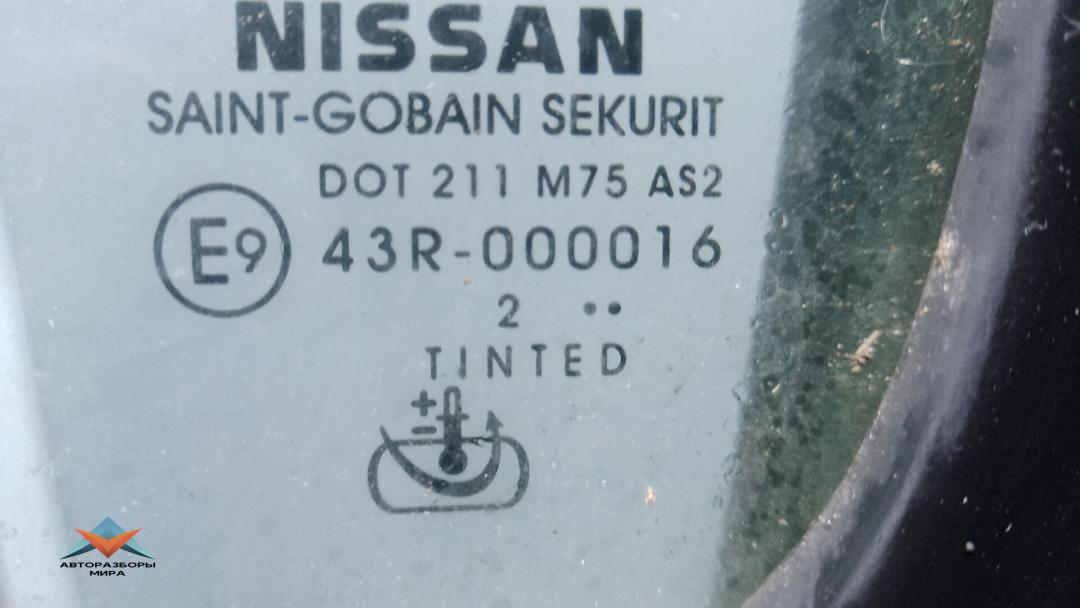 NISSAN
SAINT-GOBAIN SEKURIT
DOT 211 M75 AS2
E9 43R-000016
2 ••
TINTED
+
−
АВТОРАЗБОРЫ
МИРА